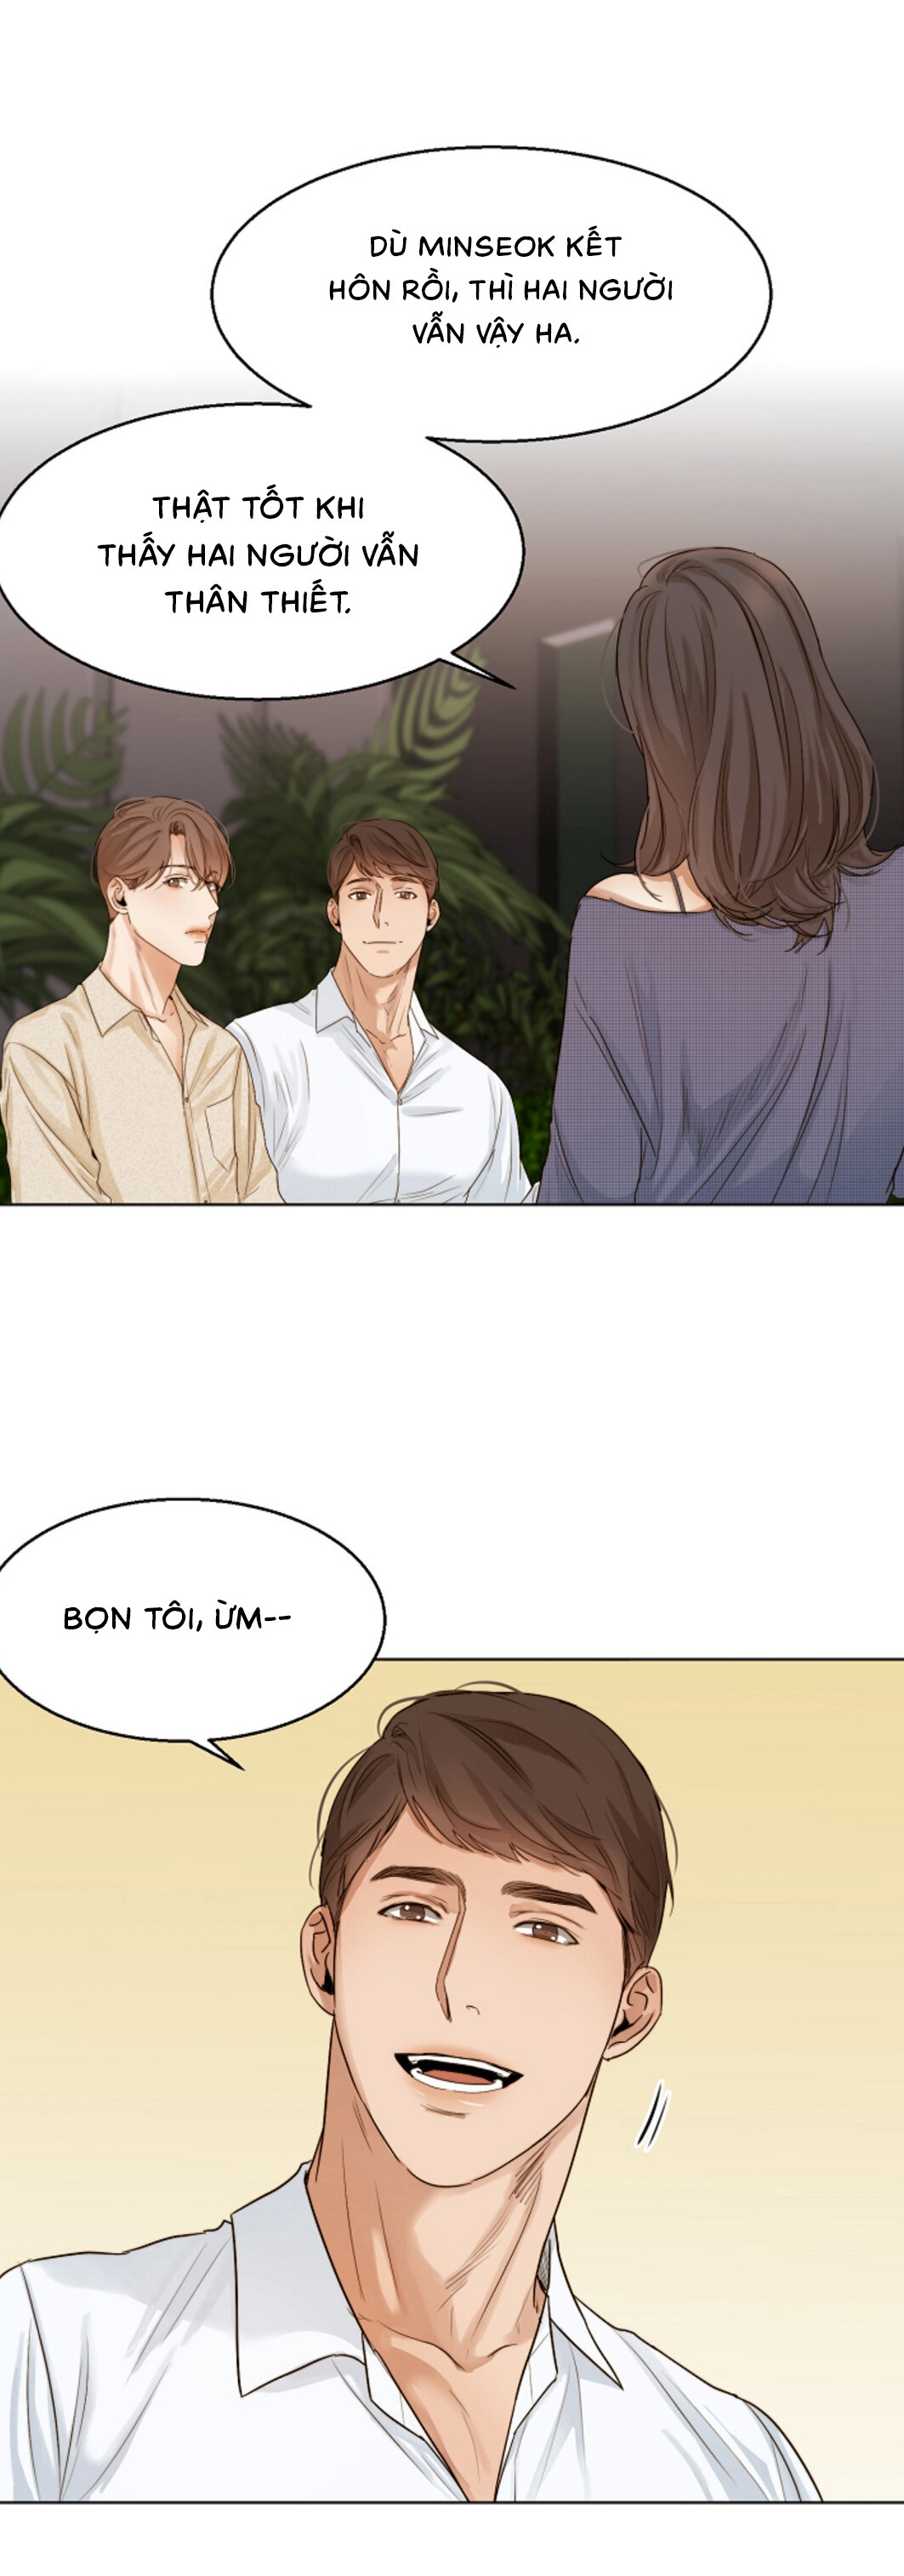 DÙ MINSEOK KẾT
HÔN RỒI, THÌ HAI NGƯỜI
VẪN VẬY HA.
THẬT TỐT KHI
THẤY HAI NGƯỜI VẪN
THÂN THIẾT.
BỌN TÔI, ỪM--